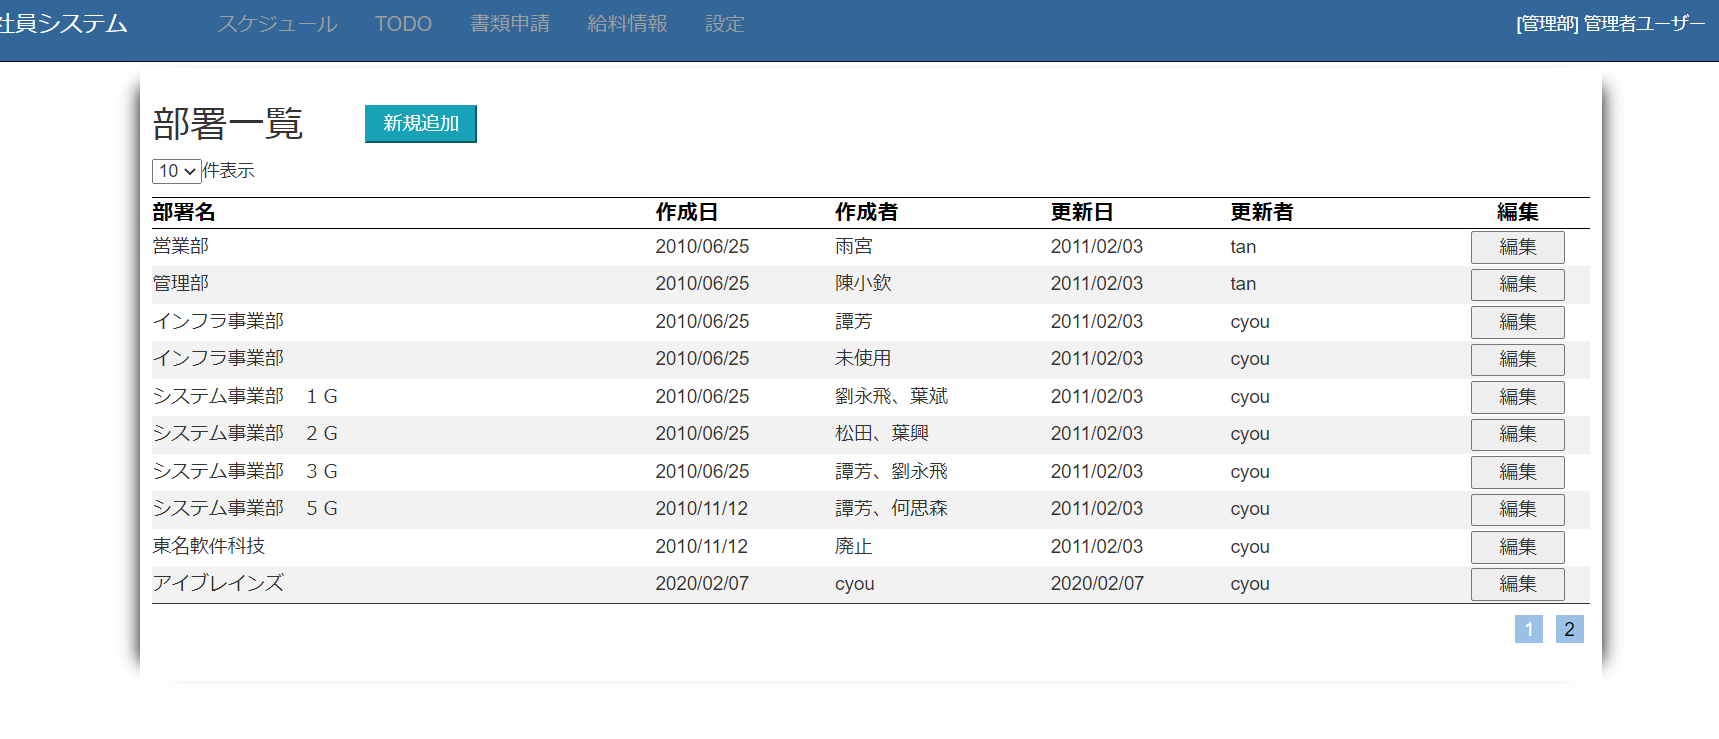 社員システム スケジュール TODO 書類申請 給料情報 設定 [管理部] 管理者ユーザー
部署一覧 新規追加
10 件表示
部署名 作成日 作成者 更新日 更新者 編集
営業部 2010/06/25 雨宮 2011/02/03 tan 編集
管理部 2010/06/25 陳小欽 2011/02/03 tan 編集
インフラ事業部 2010/06/25 譚芳 2011/02/03 cyou 編集
インフラ事業部 2010/06/25 未使用 2011/02/03 cyou 編集
システム事業部　１Ｇ 2010/06/25 劉永飛、葉斌 2011/02/03 cyou 編集
システム事業部　２Ｇ 2010/06/25 松田、葉興 2011/02/03 cyou 編集
システム事業部　３Ｇ 2010/06/25 譚芳、劉永飛 2011/02/03 cyou 編集
システム事業部　５Ｇ 2010/11/12 譚芳、何思森 2011/02/03 cyou 編集
東名軟件科技 2010/11/12 廃止 2011/02/03 cyou 編集
アイブレインズ 2020/02/07 cyou 2020/02/07 cyou 編集
1 2